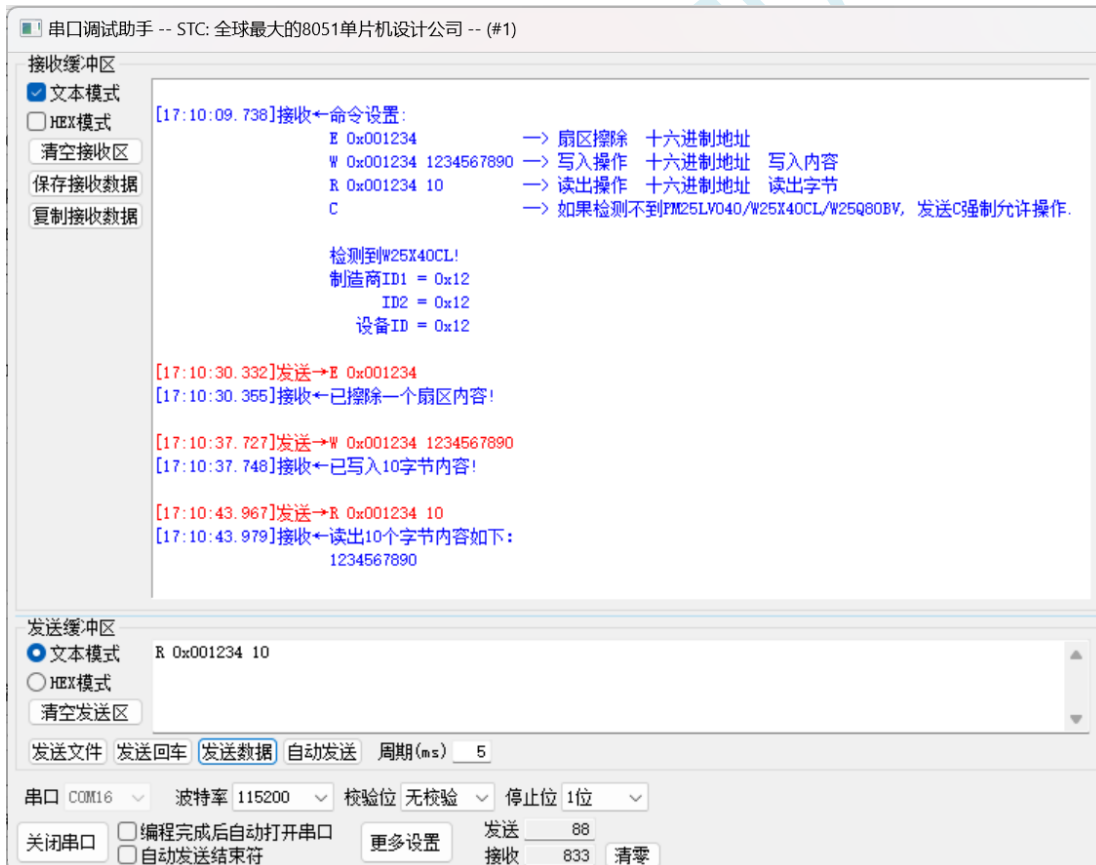 串口调试助手 -- STC: 全球最大的8051单片机设计公司 -- (#1)
接收缓冲区
文本模式
HEX模式
清空接收区
保存接收数据
复制接收数据
[17:10:09.738]接收←命令设置:
E 0x001234 —> 扇区擦除 十六进制地址
W 0x001234 1234567890 —> 写入操作 十六进制地址 写入内容
R 0x001234 10 —> 读出操作 十六进制地址 读出字节
C —> 如果检测不到PM25LV040/W25X40CL/W25Q80BV, 发送C强制允许操作.
检测到W25X40CL!
制造商ID1 = 0x12
ID2 = 0x12
设备ID = 0x12
[17:10:30.332]发送→E 0x001234
[17:10:30.355]接收←已擦除一个扇区内容!
[17:10:37.727]发送→W 0x001234 1234567890
[17:10:37.748]接收←已写入10字节内容!
[17:10:43.967]发送→R 0x001234 10
[17:10:43.979]接收←读出10个字节内容如下:
1234567890
发送缓冲区
文本模式
HEX模式
清空发送区
R 0x001234 10
发送文件 发送回车 发送数据 自动发送 周期(ms) 5
串口 COM16 波特率 115200 校验位 无校验 停止位 1位
关闭串口 编程完成后自动打开串口 更多设置 发送 88
自动发送结束符 接收 833 清零